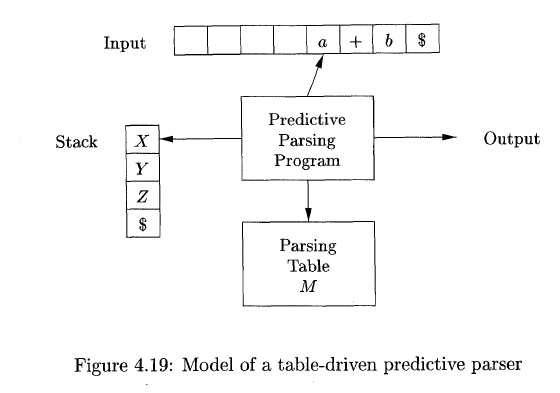 Input
a + b $
Predictive
Parsing
Program
Stack
X
Y
Z
$
Output
Parsing
Table
M
Figure 4.19: Model of a table-driven predictive parser